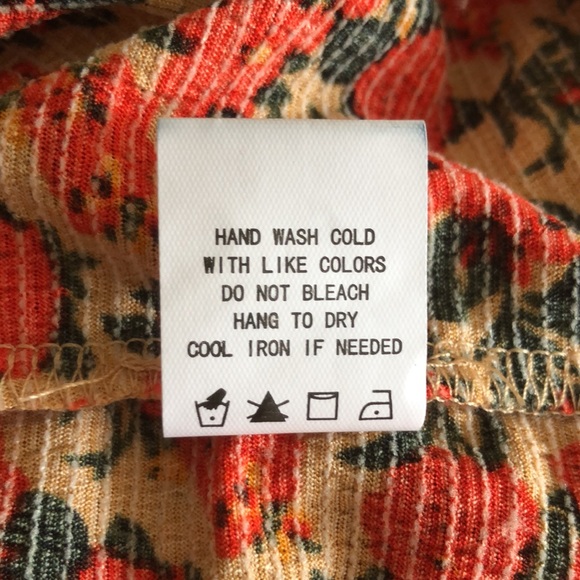 HAND WASH COLD
WITH LIKE COLORS
DO NOT BLEACH
HANG TO DRY
COOL IRON IF NEEDED